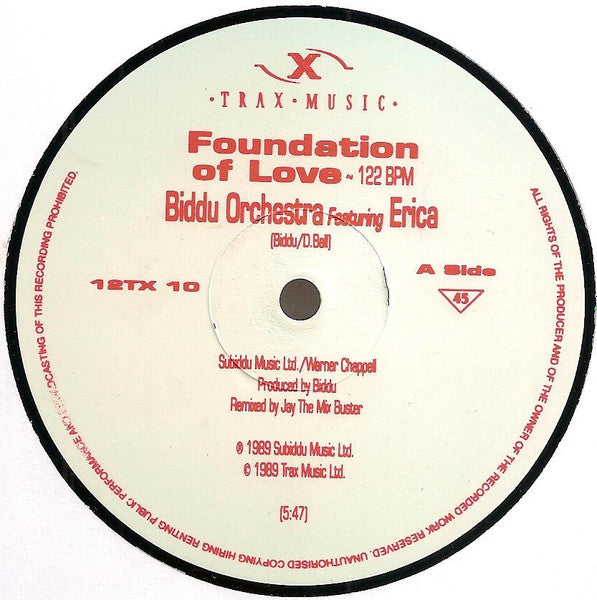 X
·TRAX·MUSIC·
Foundation
of Love ~ 122 BPM
Biddu Orchestra Featuring Erica
(Biddu/D.Ball)
12TX 10
A Side
45
Subiddu Music Ltd./Warner Chappell
Produced by Biddu
Remixed by Jay The Mix Buster
℗ 1989 Subiddu Music Ltd.
© 1989 Trax Music Ltd.
[5:47]
ALL RIGHTS OF THE PRODUCER AND OF THE OWNER OF THE RECORDED WORK RESERVED. UNAUTHORISED COPYING HIRING RENTING PUBLIC PERFORMANCE AND BROADCASTING OF THIS RECORDING PROHIBITED.